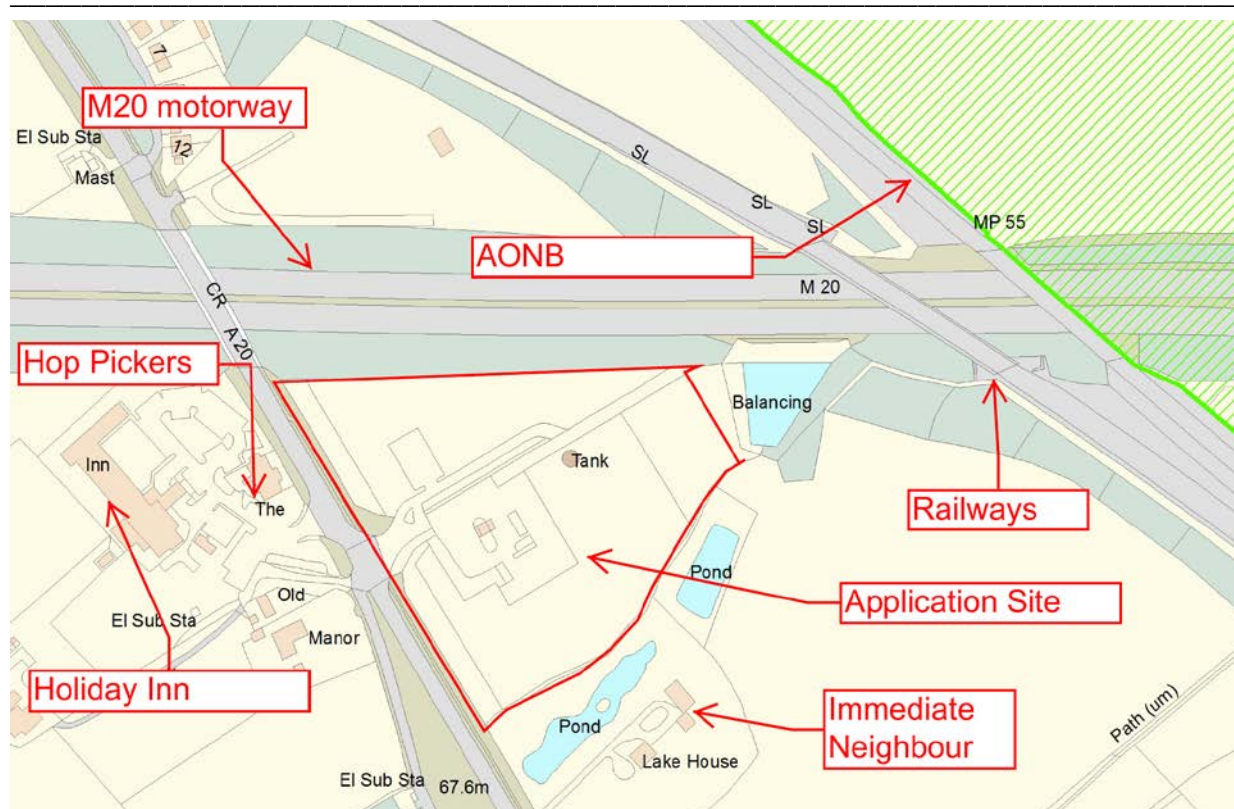 7
M20 motorway
El Sub Sta
12
Mast
SL
SL
SL
MP 55
AONB
M 20
CR
A 20
Hop Pickers
Balancing
Inn
Tank
The
Railways
Pond
Application Site
Old
El Sub Sta
Manor
Holiday Inn
Immediate
Neighbour
Pond
Path (um)
Lake House
El Sub Sta
67.6m